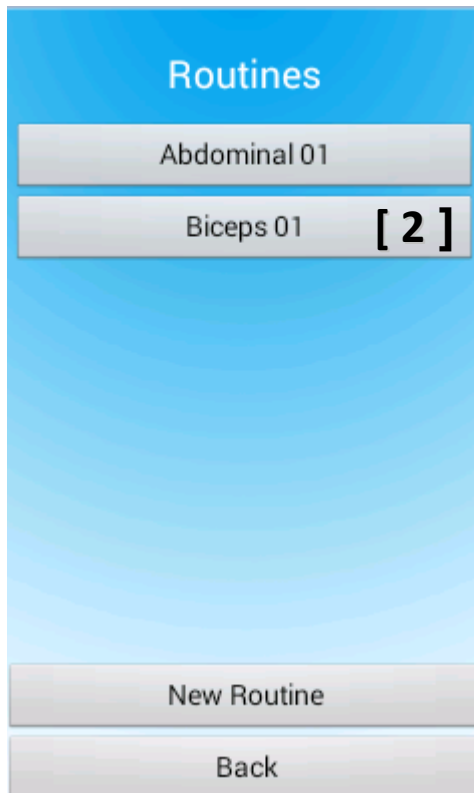 Routines
Abdominal 01
Biceps 01 [ 2 ]
New Routine
Back